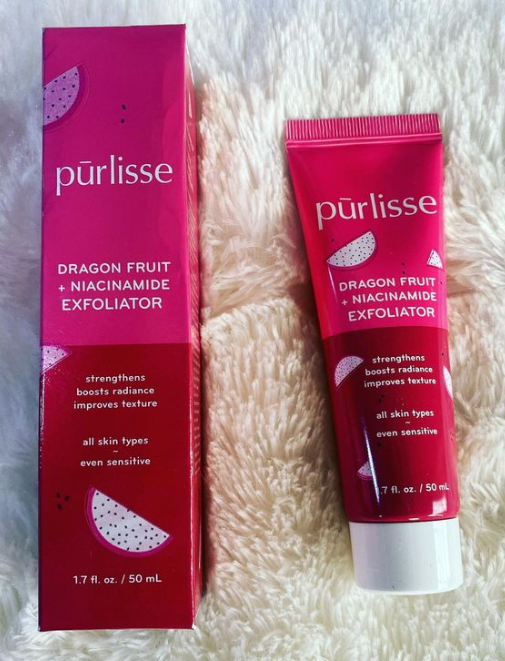 pūrlisse
DRAGON FRUIT
+ NIACINAMIDE
EXFOLIATOR
strengthens
boosts radiance
improves texture
all skin types
~
even sensitive
1.7 fl. oz. / 50 mL
pūrlisse
DRAGON FRUIT
+ NIACINAMIDE
EXFOLIATOR
strengthens
boosts radiance
improves texture
all skin types
~
even sensitive
1.7 fl. oz. / 50 mL